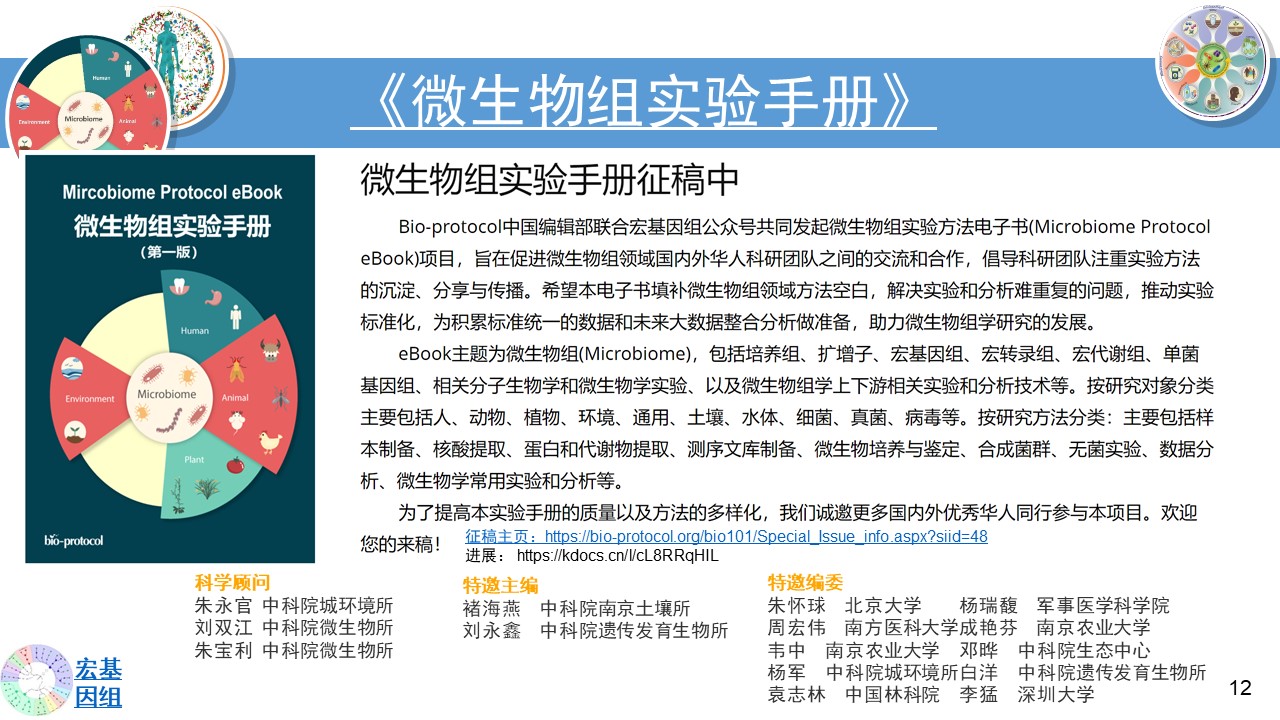 《微生物组实验手册》
Human
Microbiome
Environment
Animal
Mircobiome Protocol eBook
微生物组实验手册
（第一版）
Human
Microbiome
Environment
Animal
Plant
bio-protocol
微生物组实验手册征稿中
Bio-protocol中国编辑部联合宏基因组公众号共同发起微生物组实验方法电子书(Microbiome Protocol
eBook)项目，旨在促进微生物组领域国内外华人科研团队之间的交流和合作，倡导科研团队注重实验方法
的沉淀、分享与传播。希望本电子书填补微生物组领域方法空白，解决实验和分析难重复的问题，推动实验
标准化，为积累标准统一的数据和未来大数据整合分析做准备，助力微生物组学研究的发展。
eBook主题为微生物组(Microbiome)，包括培养组、扩增子、宏基因组、宏转录组、宏代谢组、单菌
基因组、相关分子生物学和微生物学实验、以及微生物组学上下游相关实验和分析技术等。按研究对象分类
主要包括人、动物、植物、环境、通用、土壤、水体、细菌、真菌、病毒等。按研究方法分类：主要包括样
本制备、核酸提取、蛋白和代谢物提取、测序文库制备、微生物培养与鉴定、合成菌群、无菌实验、数据分
析、微生物学常用实验和分析等。
为了提高本实验手册的质量以及方法的多样化，我们诚邀更多国内外优秀华人同行参与本项目。欢迎
您的来稿！
征稿主页：https://bio-protocol.org/bio101/Special_Issue_info.aspx?siid=48
进展： https://kdocs.cn/l/cL8RRqHIL
科学顾问
朱永官 中科院城环境所
刘双江 中科院微生物所
朱宝利 中科院微生物所
特邀主编
褚海燕 中科院南京土壤所
刘永鑫 中科院遗传发育生物所
特邀编委
朱怀球 北京大学 杨瑞馥 军事医学科学院
周宏伟 南方医科大学 成艳芬 南京农业大学
韦中 南京农业大学 邓晔 中科院生态中心
杨军 中科院城环境所 白洋 中科院遗传发育生物所
袁志林 中国林科院 李猛 深圳大学
宏基
因组
12